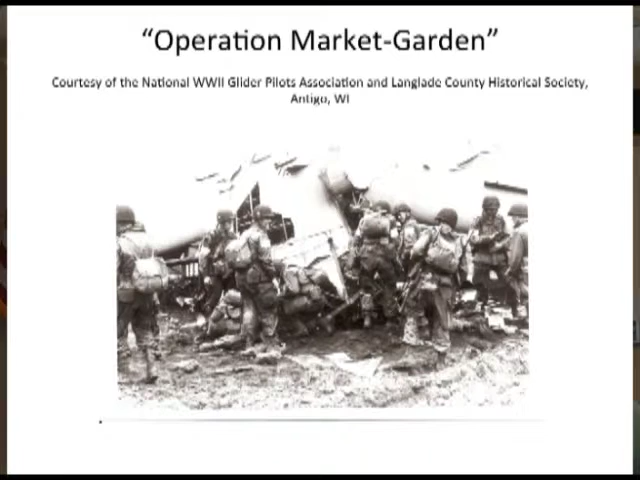 “Operation Market-Garden”
Courtesy of the National WWII Glider Pilots Association and Langlade County Historical Society,
Antigo, WI